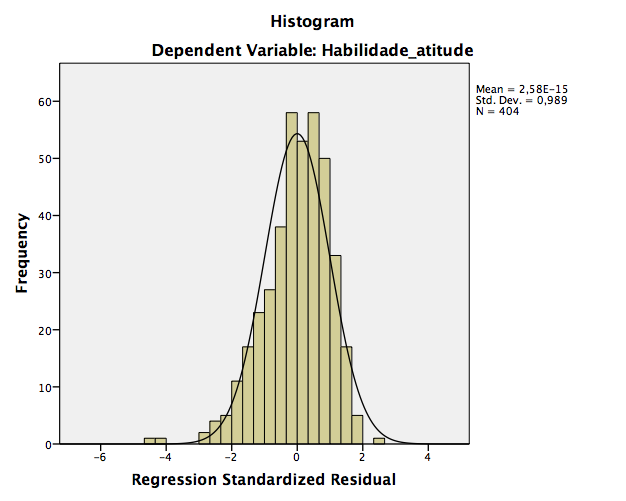 Histogram
Dependent Variable: Habilidade_atitude
Mean = 2,58E-15
Std. Dev. = 0,989
N = 404
60
50
40
30
20
10
0
Frequency
-6
-4
-2
0
2
4
Regression Standardized Residual